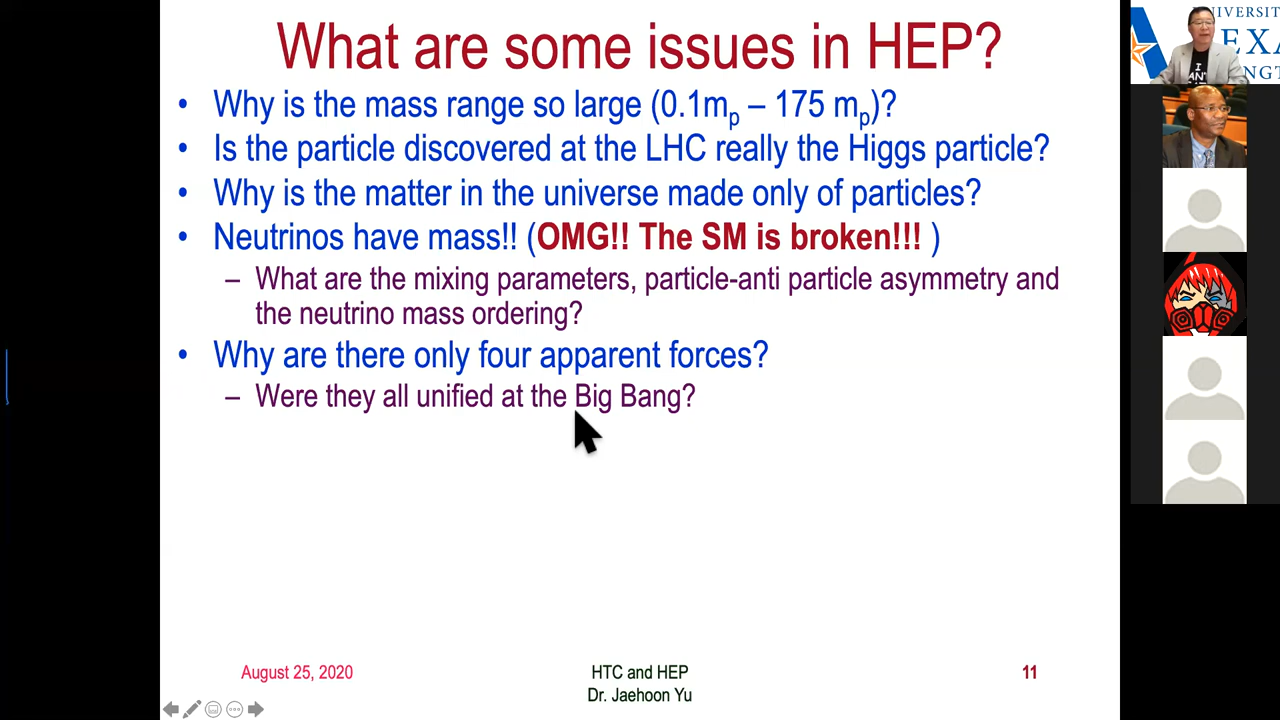 What are some issues in HEP?
• Why is the mass range so large (0.1mp – 175 mp)?
• Is the particle discovered at the LHC really the Higgs particle?
• Why is the matter in the universe made only of particles?
• Neutrinos have mass!! (OMG!! The SM is broken!!! )
– What are the mixing parameters, particle-anti particle asymmetry and
the neutrino mass ordering?
• Why are there only four apparent forces?
– Were they all unified at the Big Bang?
August 25, 2020
HTC and HEP
Dr. Jaehoon Yu
11